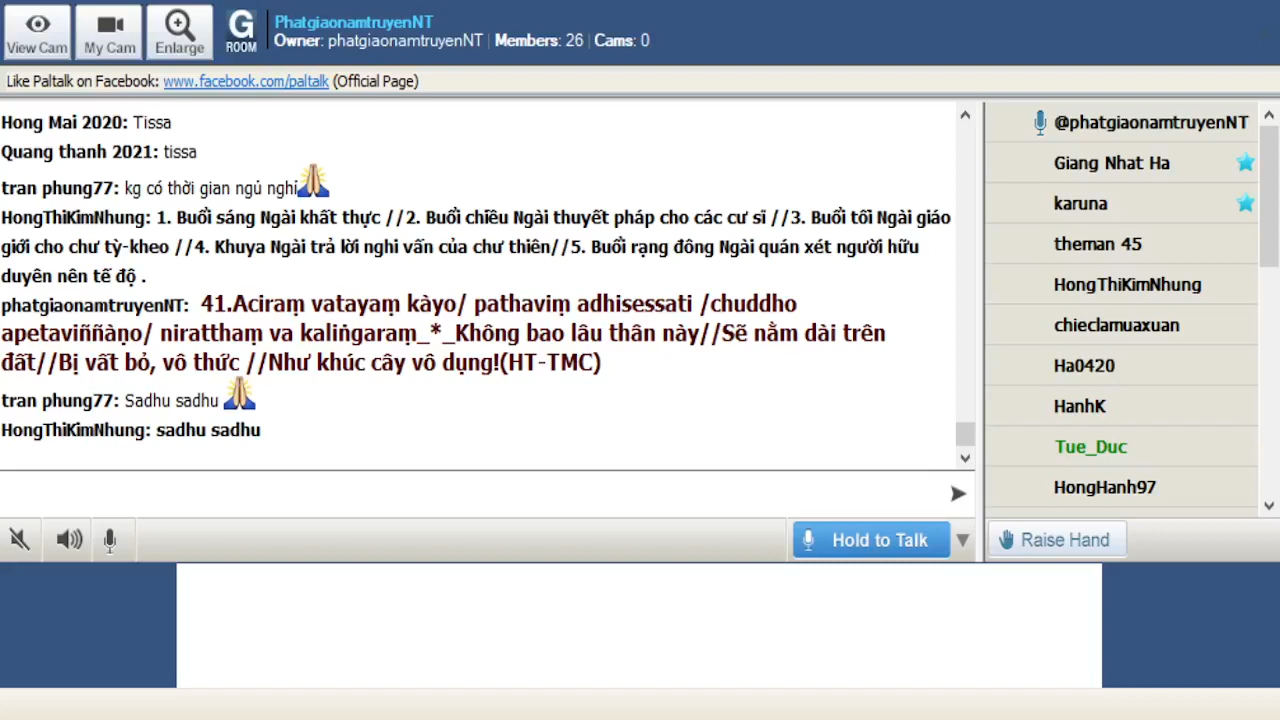 View Cam
My Cam
Enlarge
G
ROOM
PhatgiaonamtruyenNT
Owner: phatgiaonamtruyenNT | Members: 26 | Cams: 0
Like Paltalk on Facebook: www.facebook.com/paltalk (Official Page)
Hong Mai 2020: Tissa
Quang thanh 2021: tissa
tran phung77: kg có thời gian ngủ nghi
HongThiKimNhung: 1. Buổi sáng Ngài khất thực //2. Buổi chiều Ngài thuyết pháp cho các cư sĩ //3. Buổi tối Ngài giáo
giới cho chư tỳ-kheo //4. Khuya Ngài trả lời nghi vấn của chư thiên//5. Buổi rạng đông Ngài quán xét người hữu
duyên nên tế độ .
phatgiaonamtruyenNT: 41.Aciraṃ vatayaṃ kàyo/ pathaviṃ adhisessati /chuddho
apetaviññàṇo/ niratthaṃ va kaliṅgaraṃ_*_Không bao lâu thân này//Sẽ nằm dài trên
đất//Bị vất bỏ, vô thức //Như khúc cây vô dụng!(HT-TMC)
tran phung77: Sadhu sadhu
HongThiKimNhung: sadhu sadhu
@phatgiaonamtruyenNT
Giang Nhat Ha
karuna
theman 45
HongThiKimNhung
chieclamuaxuan
Ha0420
HanhK
Tue_Duc
HongHanh97
Hold to Talk
Raise Hand